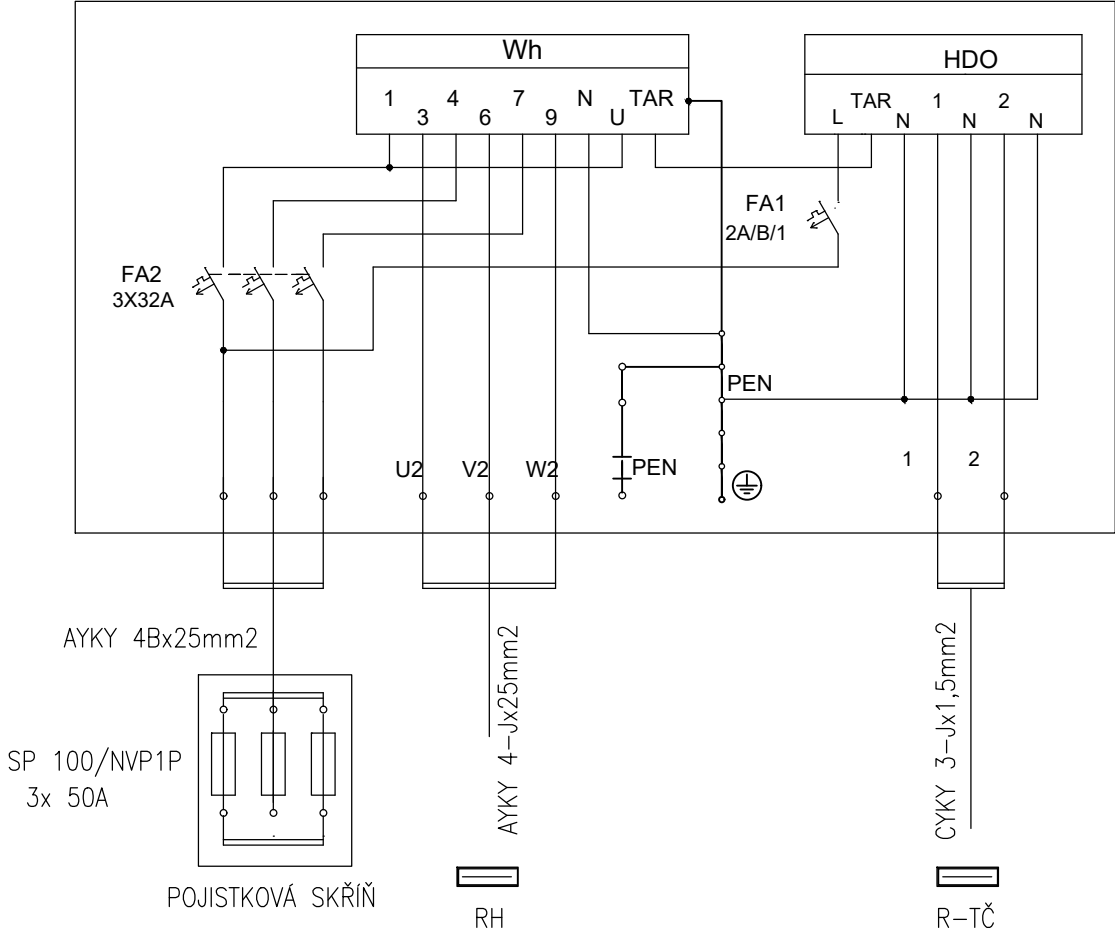 Wh
HDO
1 4 7 N TAR
3 6 9 U
TAR 1 2
L N N N
FA1
2A/B/1
FA2
3X32A
PEN
U2 V2 W2
PEN
1 2
AYKY 4Bx25mm2
AYKY 4-Jx25mm2
CYKY 3-Jx1,5mm2
SP 100/NVP1P
3x 50A
POJISTKOVÁ SKŘÍŇ
RH
R-TČ